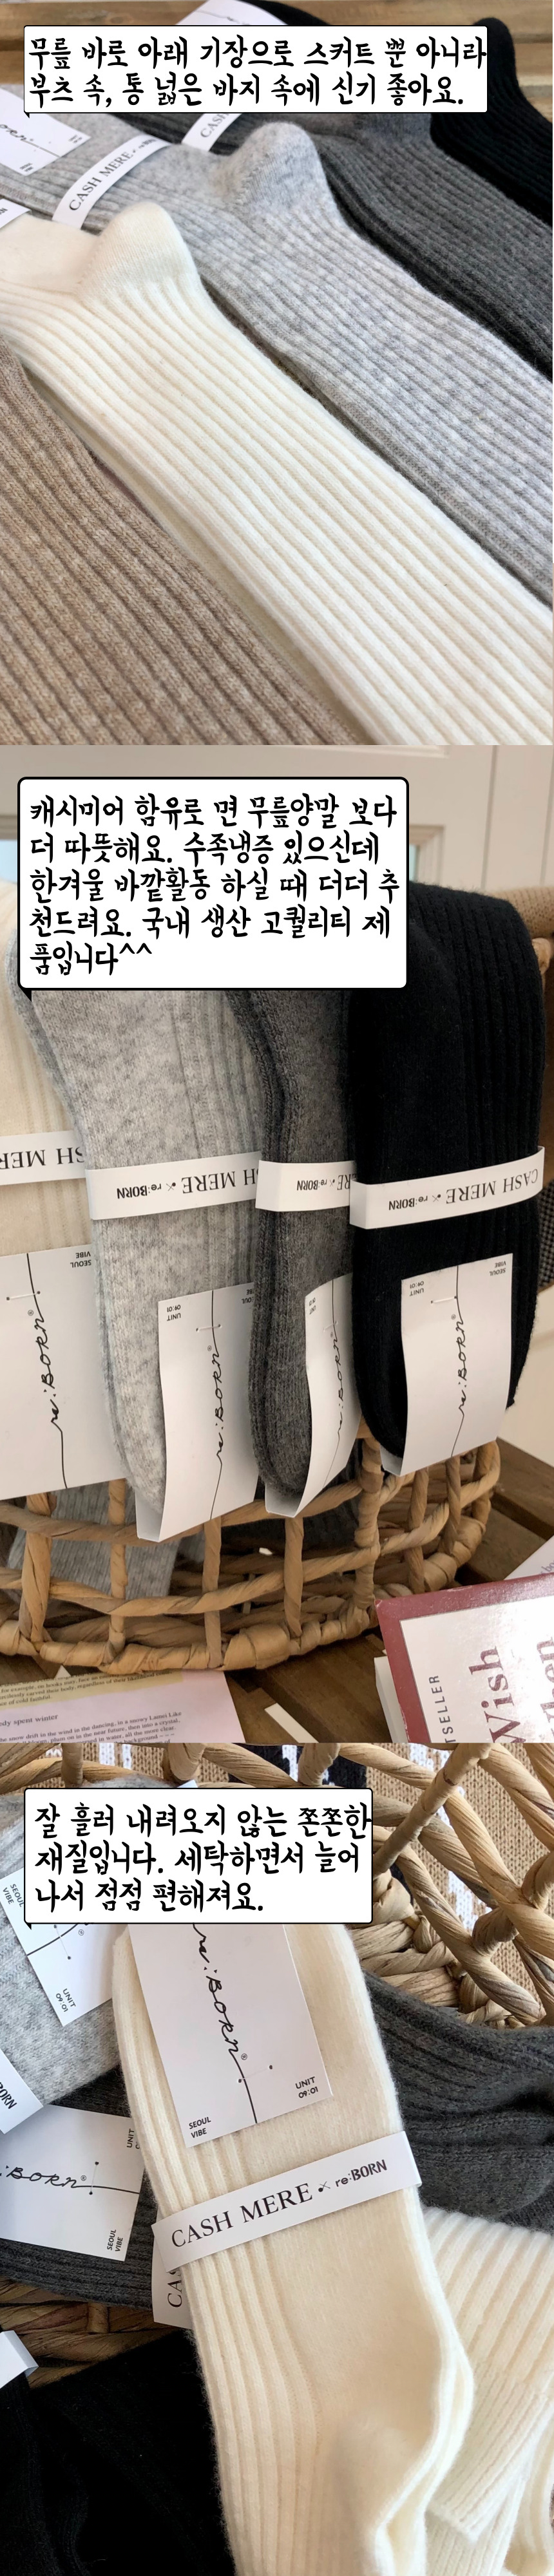 무릎 바로 아래 기장으로 스커트 뿐 아니라
부츠 속, 통 넓은 바지 속에 신기 좋아요.
CASH MERE
캐시미어 함유로 면 무릎양말 보다
더 따뜻해요. 수족냉증 있으신데
한겨울 바깥활동 하실 때 더더 추
천드려요. 국내 생산 고퀄리티 제
품입니다^^
CASH MERE × re:BORN
CASH MERE × re:BORN
re:BORN
SEOUL
VIBE
UNIT
09:01
re:BORN
re:BORN
re:BORN
SEOUL
VIBE
UNIT
09:01
Wish
잘 흘러 내려오지 않는 쫀쫀한
재질입니다. 세탁하면서 늘어
나서 점점 편해져요.
SEOUL
VIBE
UNIT
09:01
re:BORN®
SEOUL
VIBE
UNIT
09:01
re:BORN®
SEOUL
VIBE
CASH MERE × re:BORN